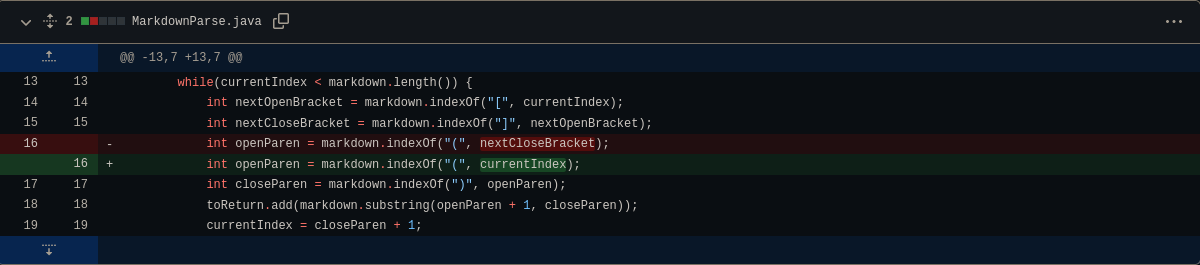 2 MarkdownParse.java
@@ -13,7 +13,7 @@
13 13 while(currentIndex < markdown.length()) {
14 14 int nextOpenBracket = markdown.indexOf("[", currentIndex);
15 15 int nextCloseBracket = markdown.indexOf("]", nextOpenBracket);
16 - int openParen = markdown.indexOf("(", nextCloseBracket);
16 + int openParen = markdown.indexOf("(", currentIndex);
17 17 int closeParen = markdown.indexOf(")", openParen);
18 18 toReturn.add(markdown.substring(openParen + 1, closeParen));
19 19 currentIndex = closeParen + 1;